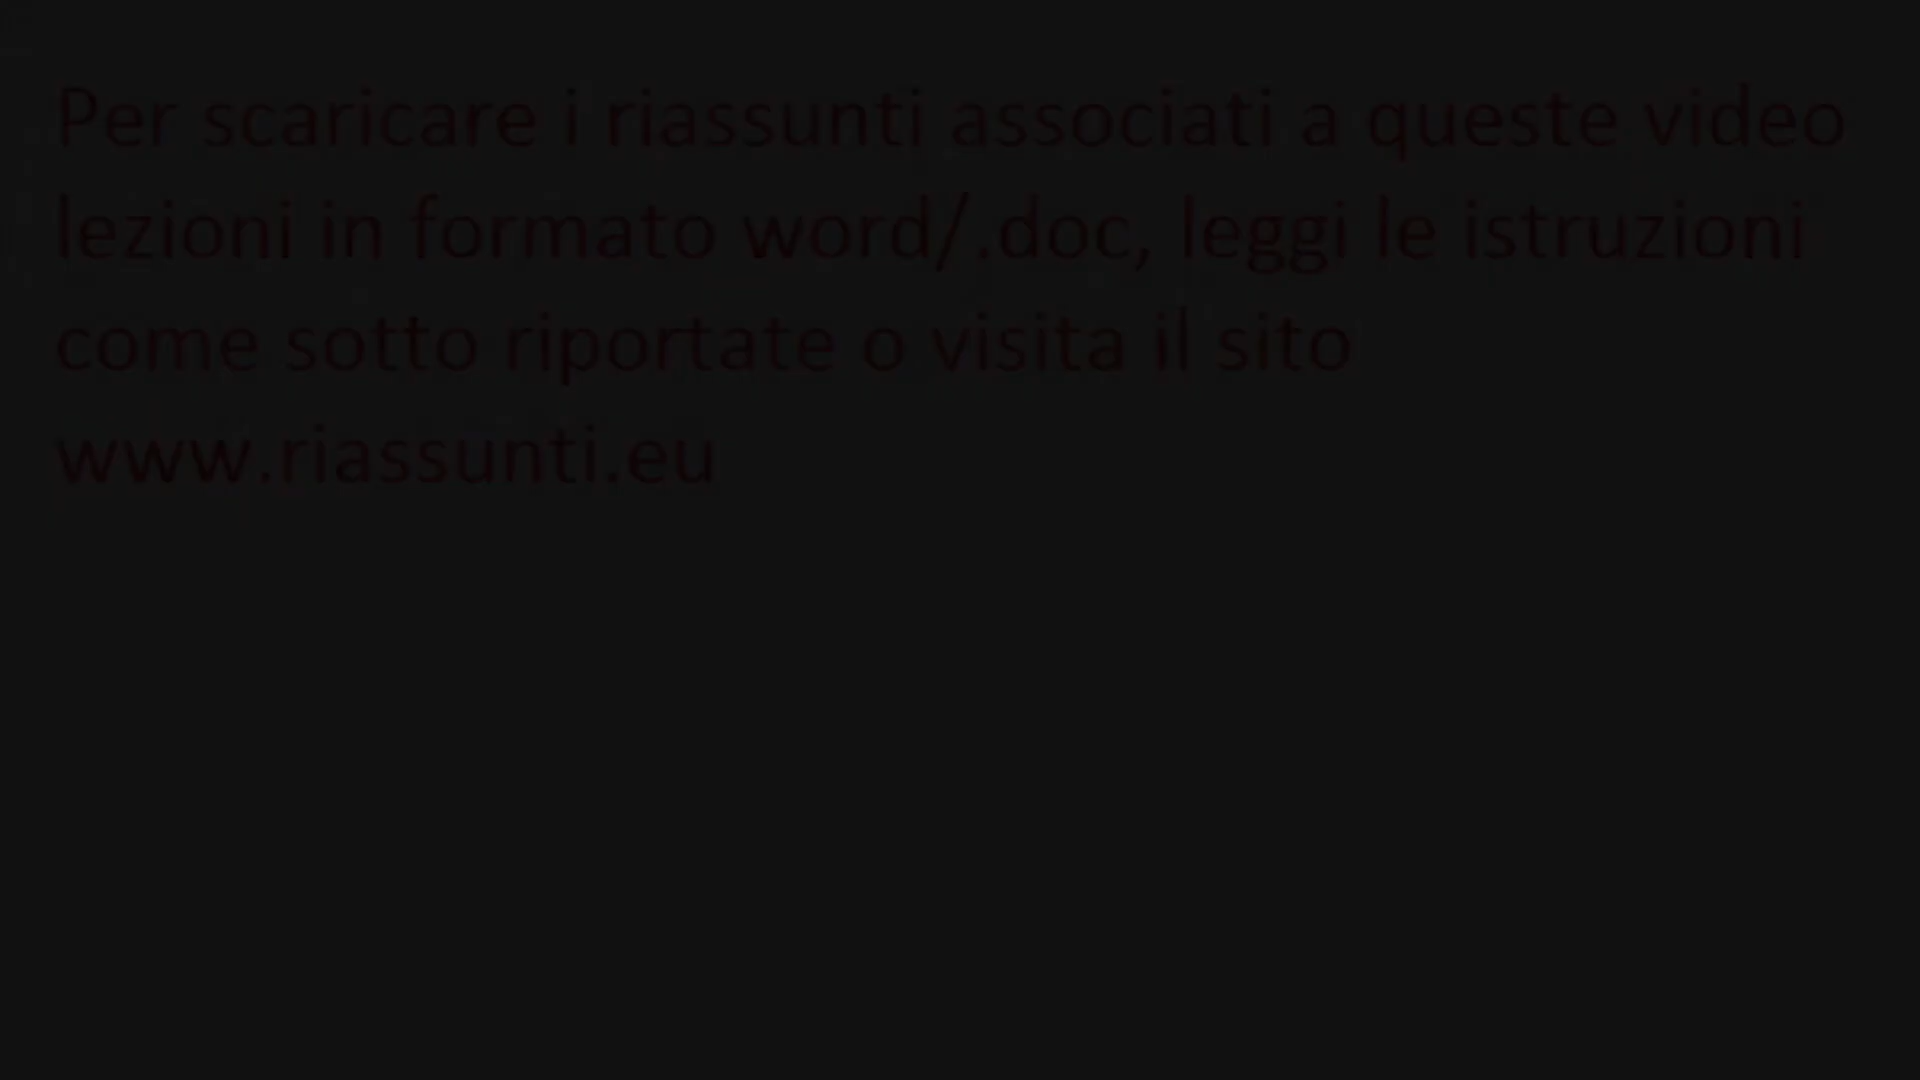 Per scaricare i riassunti associati a queste video
lezioni in formato word/.doc, leggi le istruzioni
come sotto riportate o visita il sito
www.riassunti.eu